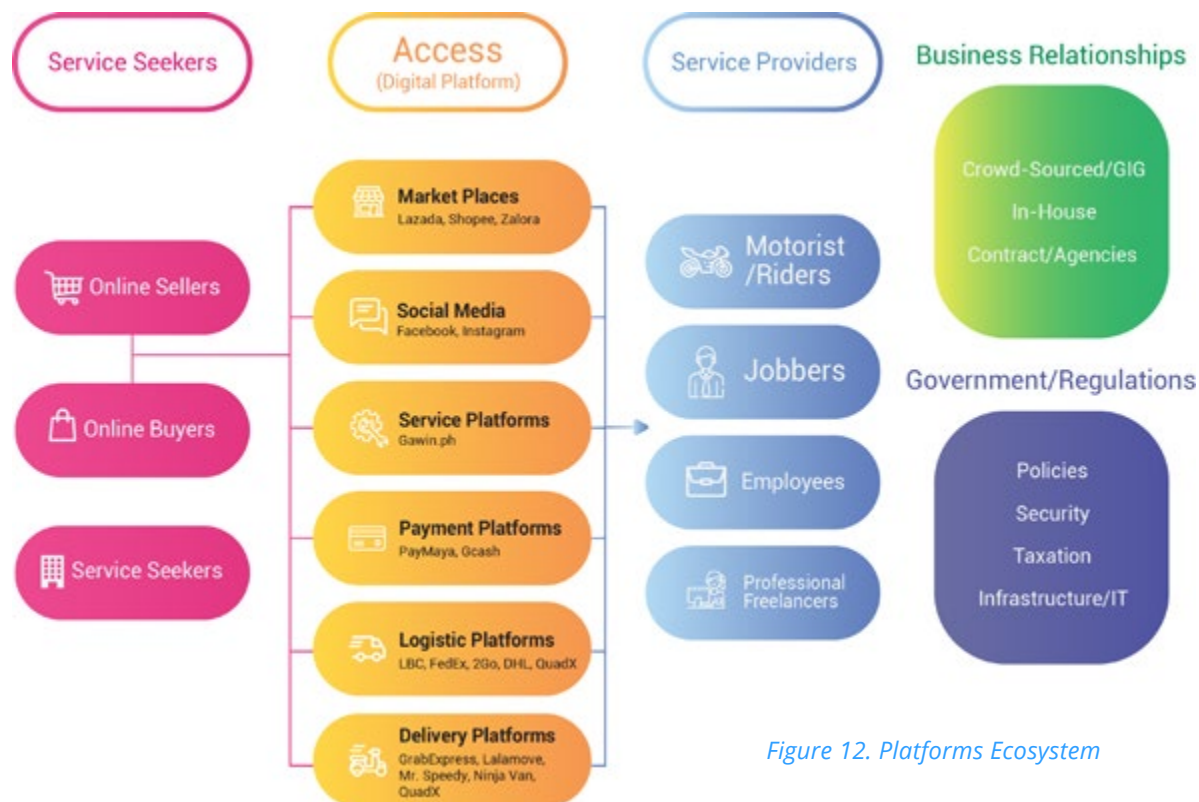 Service Seekers
Access
(Digital Platform)
Service Providers
Business Relationships
Online Sellers
Online Buyers
Service Seekers
Market Places
Lazada, Shopee, Zalora
Social Media
Facebook, Instagram
Service Platforms
Gawin.ph
Payment Platforms
PayMaya, Gcash
Logistic Platforms
LBC, FedEx, 2Go, DHL, QuadX
Delivery Platforms
GrabExpress, Lalamove,
Mr. Speedy, Ninja Van,
QuadX
Motorist
/Riders
Jobbers
Employees
Professional
Freelancers
Crowd-Sourced/GIG
In-House
Contract/Agencies
Government/Regulations
Policies
Security
Taxation
Infrastructure/IT
Figure 12. Platforms Ecosystem